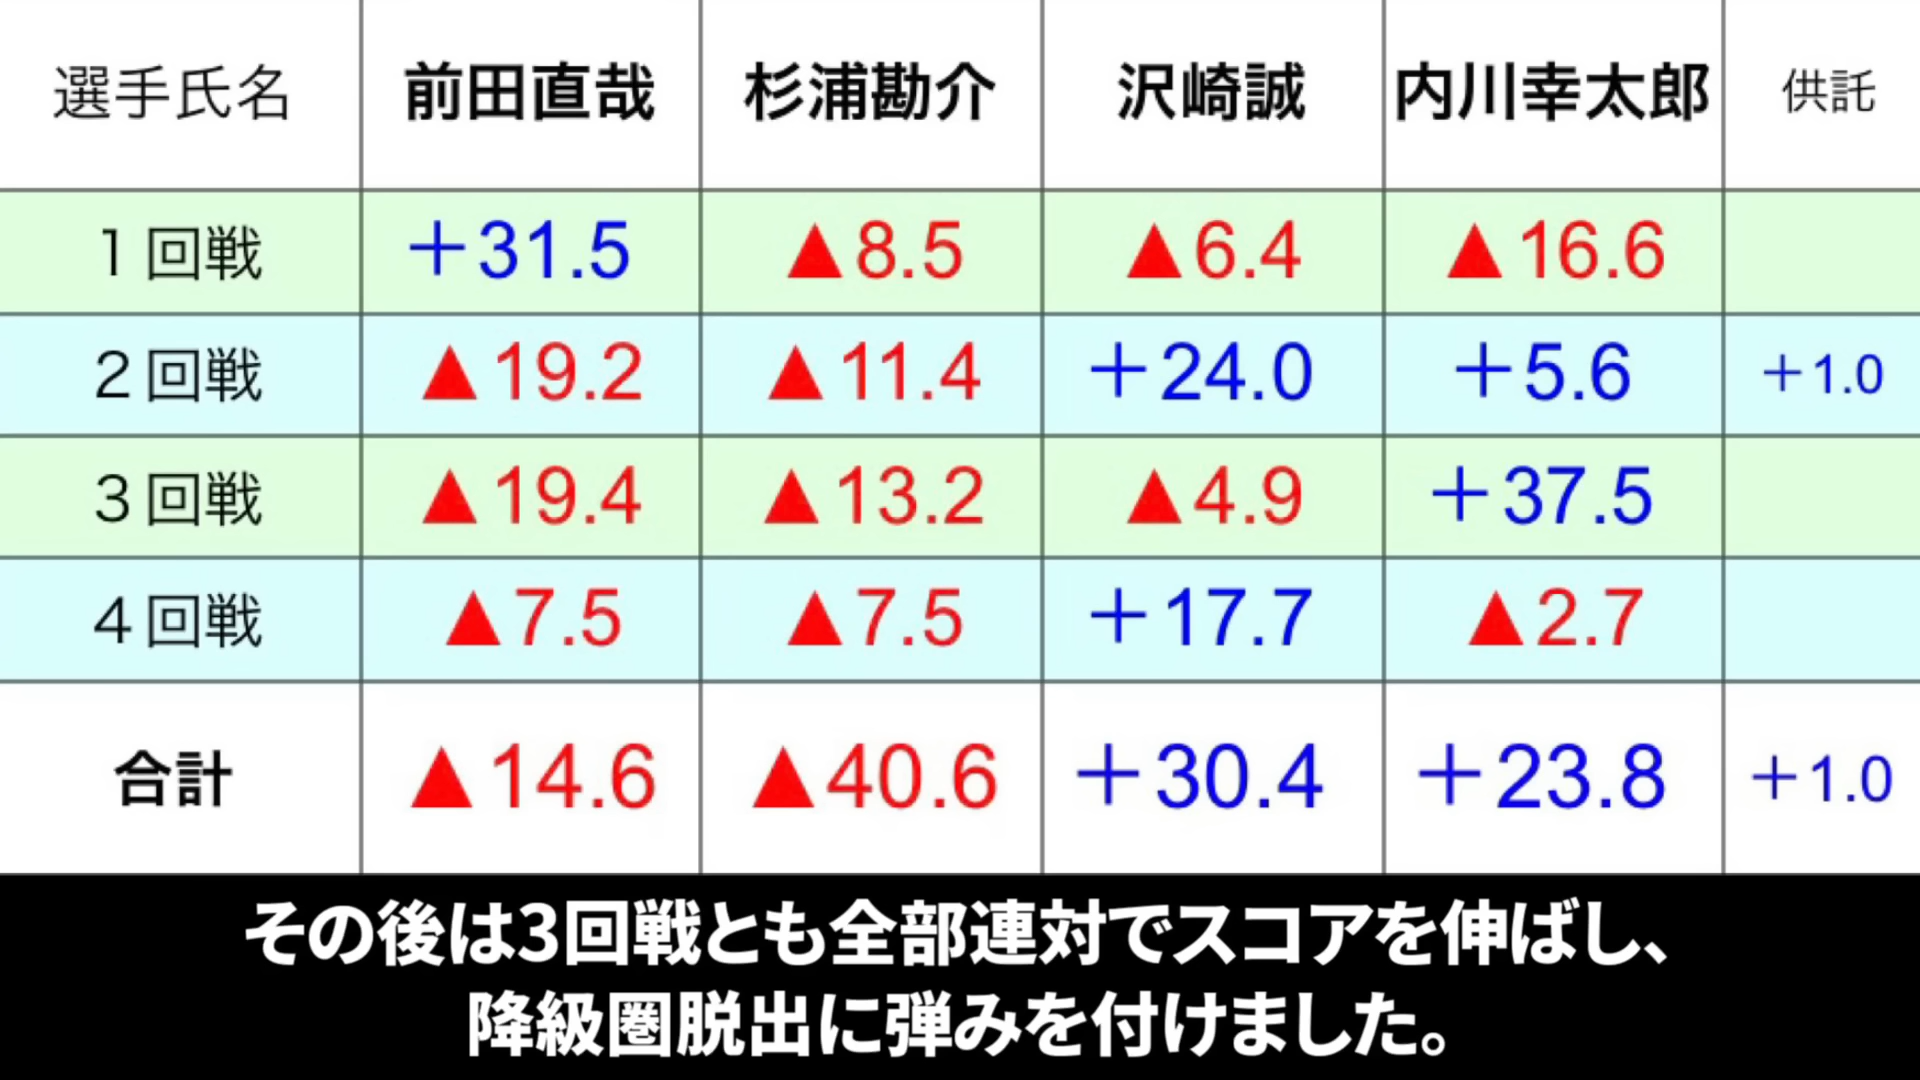 選手氏名 前田直哉 杉浦勘介 沢崎誠 内川幸太郎 供託
１回戦 ＋31.5 ▲8.5 ▲6.4 ▲16.6
２回戦 ▲19.2 ▲11.4 ＋24.0 ＋5.6 ＋1.0
３回戦 ▲19.4 ▲13.2 ▲4.9 ＋37.5
４回戦 ▲7.5 ▲7.5 ＋17.7 ▲2.7
合計 ▲14.6 ▲40.6 ＋30.4 ＋23.8 ＋1.0
その後は3回戦とも全部連対でスコアを伸ばし、
降級圏脱出に弾みを付けました。